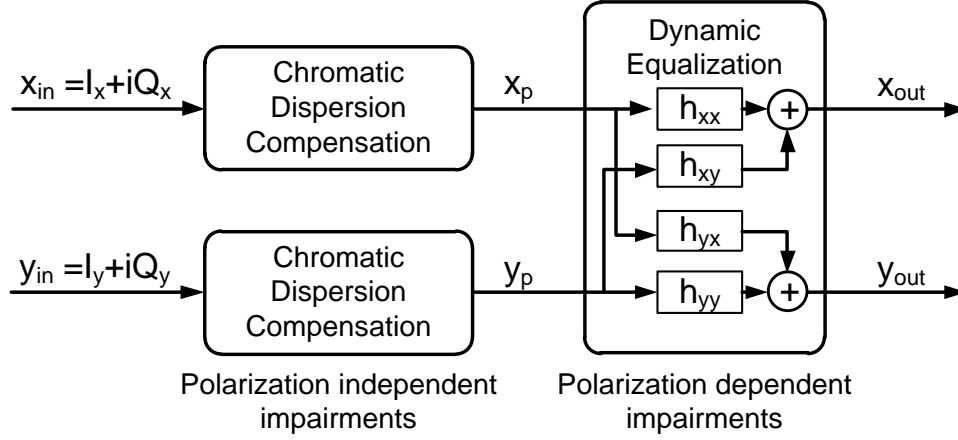 x_in =I_x+iQ_x
Chromatic
Dispersion
Compensation
x_p
Dynamic
Equalization
h_xx
+
x_out
h_xy
y_in =I_y+iQ_y
Chromatic
Dispersion
Compensation
y_p
h_yx
h_yy
+
y_out
Polarization independent
impairments
Polarization dependent
impairments